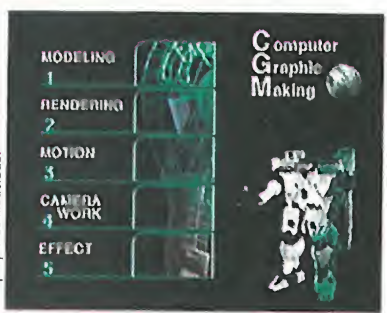 MODELING
1
RENDERING
2
MOTION
3
CAMERA
WORK
4
EFFECT
5
Computer
Graphic
Making